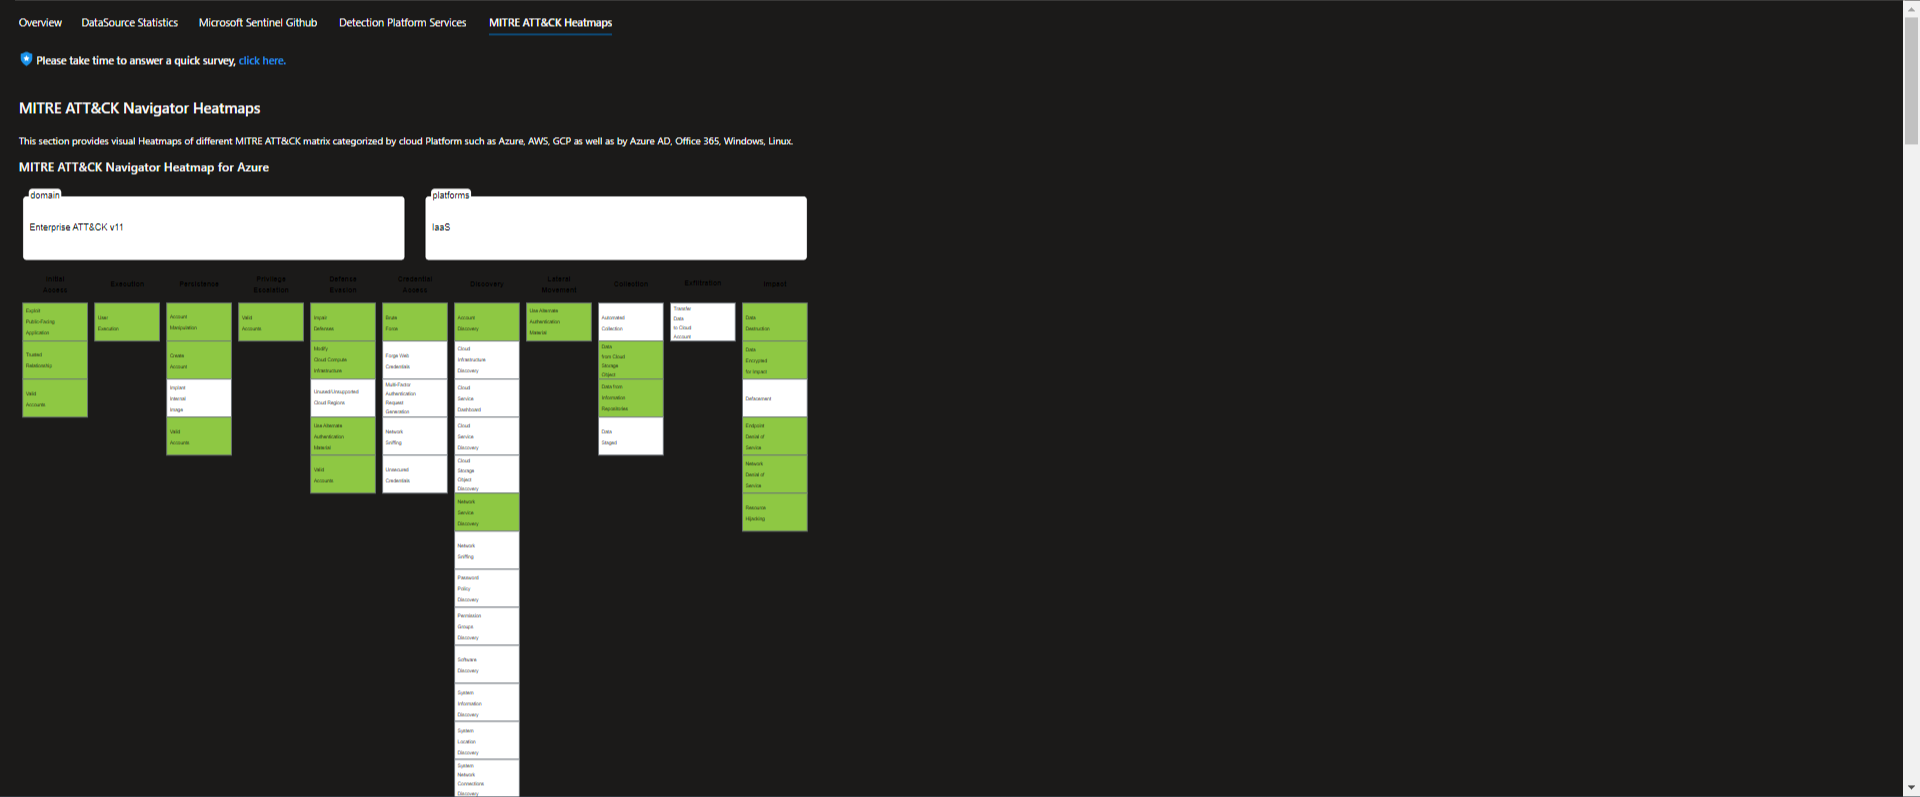 Overview
DataSource Statistics
Microsoft Sentinel Github
Detection Platform Services
MITRE ATT&CK Heatmaps
Please take time to answer a quick survey, click here.
MITRE ATT&CK Navigator Heatmaps
This section provides visual Heatmaps of different MITRE ATT&CK matrix categorized by cloud Platform such as Azure, AWS, GCP as well as by Azure AD, Office 365, Windows, Linux.
MITRE ATT&CK Navigator Heatmap for Azure
domain
Enterprise ATT&CK v11
platforms
IaaS
Initial
Access
Execution
Persistence
Privilege
Escalation
Defense
Evasion
Credential
Access
Discovery
Lateral
Movement
Collection
Exfiltration
Impact
Exploit
Public-Facing
Application
Trusted
Relationship
Valid
Accounts
User
Execution
Account
Manipulation
Create
Account
Implant
Internal
Image
Valid
Accounts
Valid
Accounts
Impair
Defenses
Modify
Cloud Compute
Infrastructure
Unused/Unsupported
Cloud Regions
Use Alternate
Authentication
Material
Valid
Accounts
Brute
Force
Forge Web
Credentials
Multi-Factor
Authentication
Request
Generation
Network
Sniffing
Unsecured
Credentials
Account
Discovery
Cloud
Infrastructure
Discovery
Cloud
Service
Dashboard
Cloud
Service
Discovery
Cloud
Storage
Object
Discovery
Network
Service
Discovery
Network
Sniffing
Password
Policy
Discovery
Permission
Groups
Discovery
Software
Discovery
System
Information
Discovery
System
Location
Discovery
System
Network
Connections
Discovery
Use Alternate
Authentication
Material
Automated
Collection
Data
from Cloud
Storage
Object
Data from
Information
Repositories
Data
Staged
Transfer
Data
to Cloud
Account
Data
Destruction
Data
Encrypted
for Impact
Defacement
Endpoint
Denial of
Service
Network
Denial of
Service
Resource
Hijacking